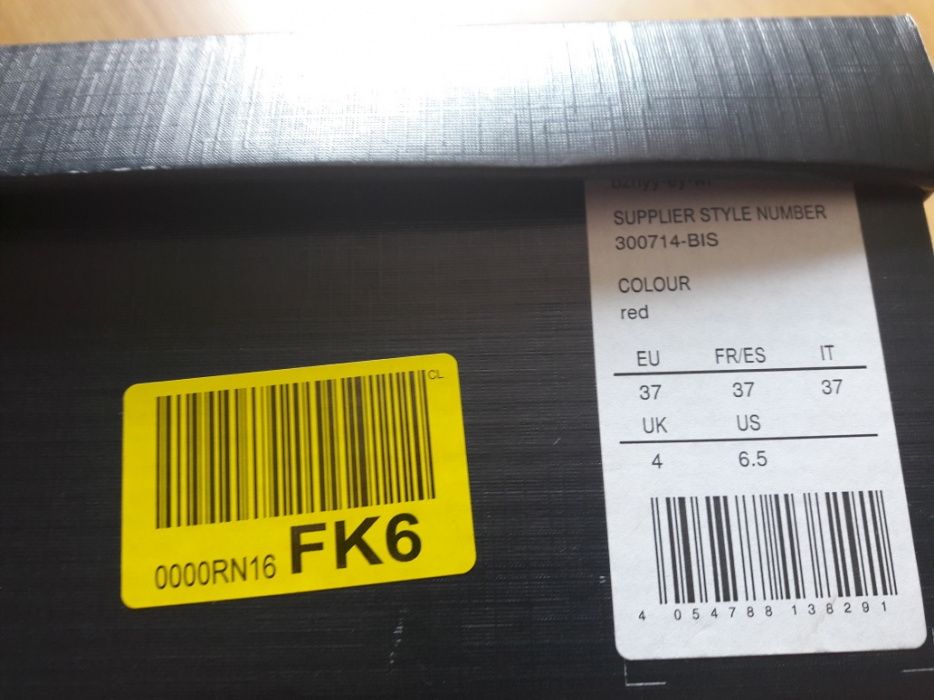 SUPPLIER STYLE NUMBER
300714-BIS
COLOUR
red
EU FR/ES IT
37 37 37
UK US
4 6.5
4 054788 138291
CL
0000RN16 FK6